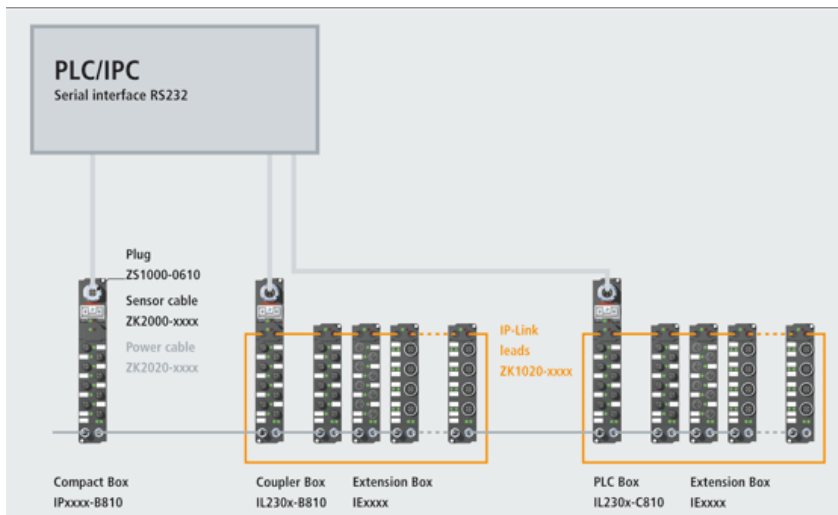 PLC/IPC
Serial interface RS232
Plug
ZS1000-0610
Sensor cable
ZK2000-xxxx
Power cable
ZK2020-xxxx
IP-Link
leads
ZK1020-xxxx
Compact Box
IPxxxx-B810
Coupler Box
IL230x-B810
Extension Box
IExxxx
PLC Box
IL230x-C810
Extension Box
IExxxx